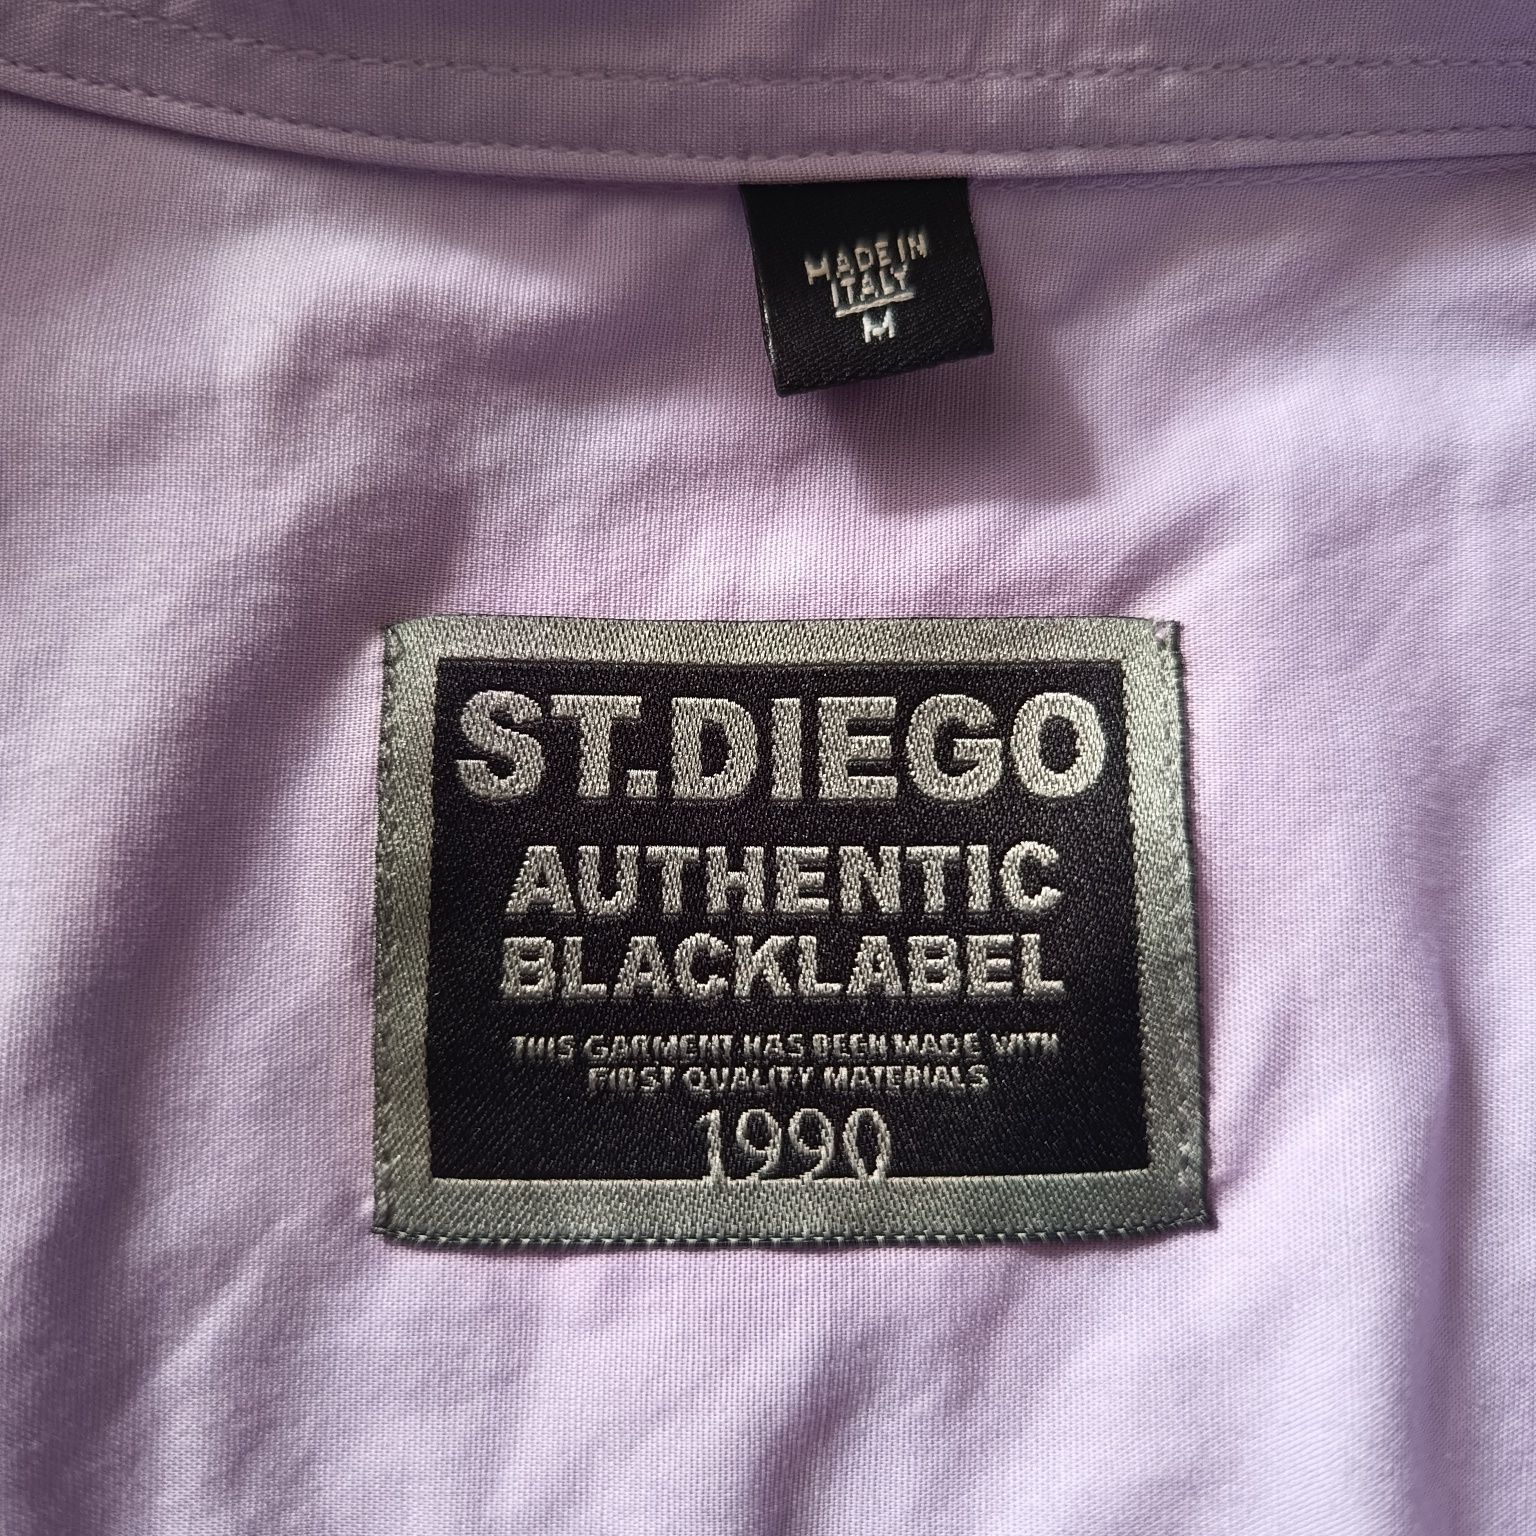 MADE IN
ITALY
M
ST.DIEGO
AUTHENTIC
BLACKLABEL
THIS GARMENT HAS BEEN MADE WITH
FIRST QUALITY MATERIALS
1990